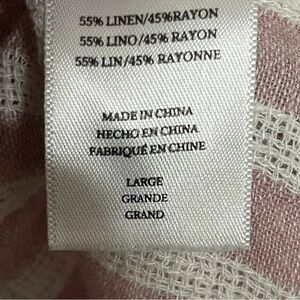 55% LINEN/45%RAYON
55% LINO/45% RAYON
55% LIN/45% RAYONNE
MADE IN CHINA
HECHO EN CHINA
FABRIQUÉ EN CHINE
LARGE
GRANDE
GRAND